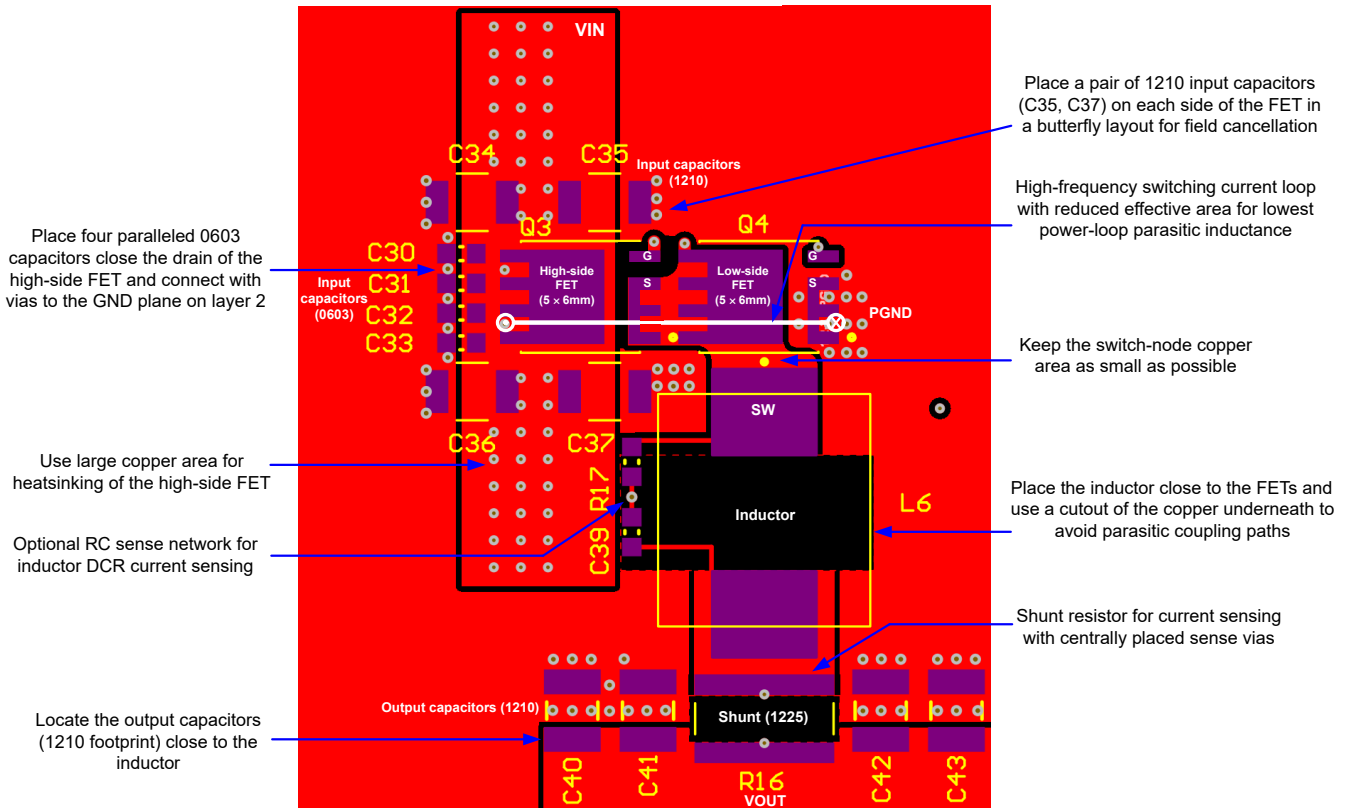 VIN
Place a pair of 1210 input capacitors
(C35, C37) on each side of the FET in
a butterfly layout for field cancellation
C34
C35
Input capacitors
(1210)
High-frequency switching current loop
with reduced effective area for lowest
power-loop parasitic inductance
Q3
Q4
Place four paralleled 0603
capacitors close the drain of the
high-side FET and connect with
vias to the GND plane on layer 2
C30
C31
C32
C33
Input
capacitors
(0603)
High-side
FET
(5 × 6mm)
G
S
Low-side
FET
(5 × 6mm)
G
S
PGND
Keep the switch-node copper
area as small as possible
SW
C36
C37
Use large copper area for
heatsinking of the high-side FET
R17
C39
Inductor
L6
Place the inductor close to the FETs and
use a cutout of the copper underneath to
avoid parasitic coupling paths
Optional RC sense network for
inductor DCR current sensing
Shunt resistor for current sensing
with centrally placed sense vias
Output capacitors (1210)
Shunt (1225)
Locate the output capacitors
(1210 footprint) close to the
inductor
C40
C41
R16
VOUT
C42
C43